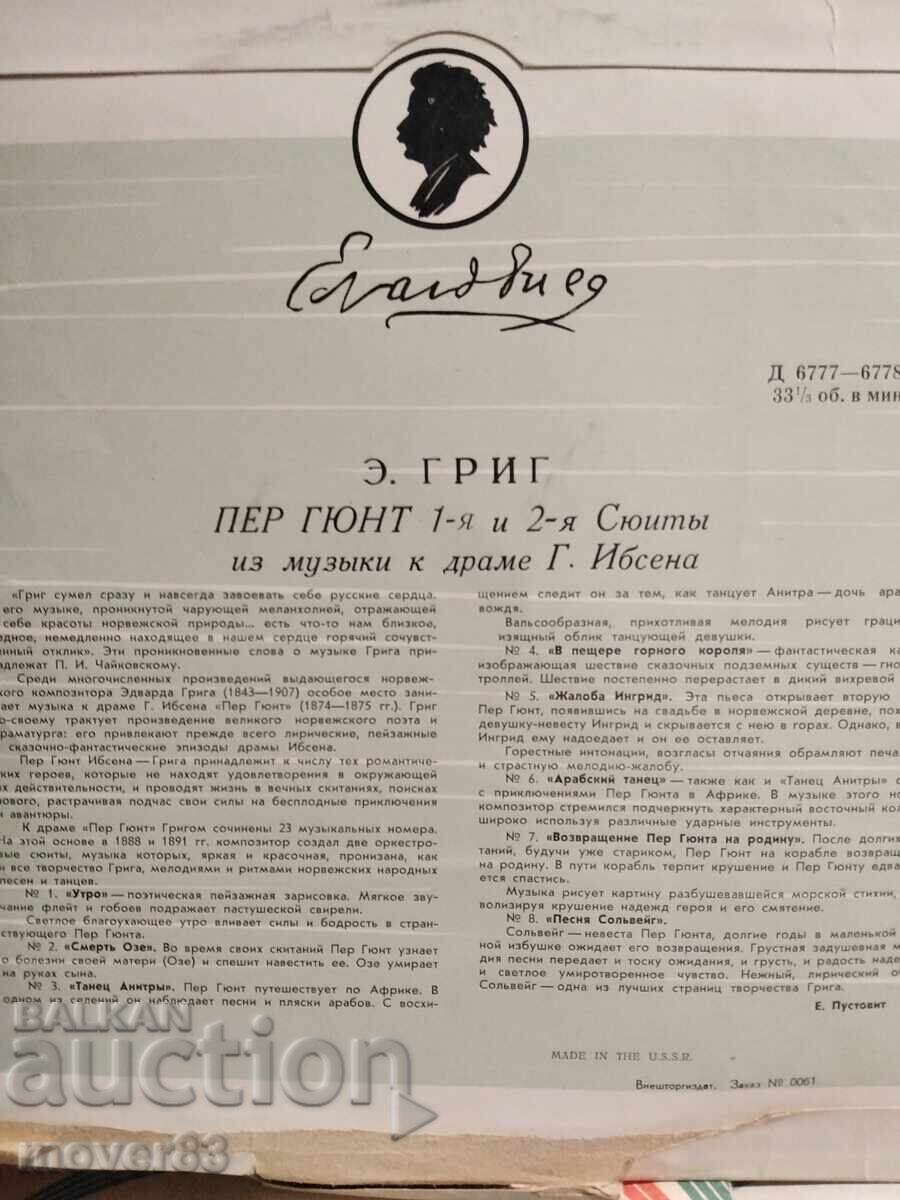 Д 6777—6778
33⅓ об. в мин
Э. ГРИГ
ПЕР ГЮНТ 1-я и 2-я Сюиты
из музыки к драме Г. Ибсена
«Григ сумел сразу и навсегда завоевать себе русские сердца.
его музыке, проникнутой чарующей меланхолией, отражающей
себе красоты норвежской природы... есть что-то нам близкое,
одное, немедленно находящее в нашем сердце горячий сочувст-
енный отклик». Эти проникновенные слова о музыке Грига при-
адлежат П. И. Чайковскому.
Среди многочисленных произведений выдающегося норвеж-
кого композитора Эдварда Грига (1843—1907) особое место зани-
ает музыка к драме Г. Ибсена «Пер Гюнт» (1874—1875 гг.). Григ
о-своему трактует произведение великого норвежского поэта и
раматурга: его привлекают прежде всего лирические, пейзажные
сказочно-фантастические эпизоды драмы Ибсена.
Пер Гюнт Ибсена—Грига принадлежит к числу тех романтиче-
ких героев, которые не находят удовлетворения в окружающей
х действительности, и проводят жизнь в вечных скитаниях, поисках
ового, растрачивая подчас свои силы на бесплодные приключения
и авантюры.
К драме «Пер Гюнт» Григом сочинены 23 музыкальных номера.
На этой основе в 1888 и 1891 гг. композитор создал две оркестро-
вые сюиты, музыка которых, яркая и красочная, пронизана, как
и все творчество Грига, мелодиями и ритмами норвежских народных
песен и танцев.
№ 1. «Утро»—поэтическая пейзажная зарисовка. Мягкое зву-
чание флейт и гобоев подражает пастушеской свирели.
Светлое благоухающее утро вливает силы и бодрость в стран-
ствующего Пер Гюнта.
№ 2. «Смерть Озе». Во время своих скитаний Пер Гюнт узнает
о болезни своей матери (Озе) и спешит навестить ее. Озе умирает
на руках сына.
№ 3. «Танец Анитры». Пер Гюнт путешествует по Африке. В
одном из селений он наблюдает песни и пляски арабов. С восхи-
щением следит он за тем, как танцует Анитра—дочь ара
вождя.
Вальсообразная, прихотливая мелодия рисует граци
изящный облик танцующей девушки.
№ 4. «В пещере горного короля»—фантастическая ка
изображающая шествие сказочных подземных существ—гно
троллей. Шествие постепенно перерастает в дикий вихревой
№ 5. «Жалоба Ингрид». Эта пьеса открывает вторую
Пер Гюнт, появившись на свадьбе в норвежской деревне, пох
девушку-невесту Ингрид и скрывается с нею в горах. Однако, в
Ингрид ему надоедает и он ее оставляет.
Горестные интонации, возгласы отчаяния обрамляют печа
и страстную мелодию-жалобу.
№ 6. «Арабский танец»—также как и «Танец Анитры» с
с приключениями Пер Гюнта в Африке. В музыке этого но
композитор стремился подчеркнуть характерный восточный кол
широко используя различные ударные инструменты.
№ 7. «Возвращение Пер Гюнта на родину». После долгих
таний, будучи уже стариком, Пер Гюнт на корабле возвращ
на родину. В пути корабль терпит крушение и Пер Гюнту едва
ется спастись.
Музыка рисует картину разбушевавшейся морской стихии,
волизируя крушение надежд героя и его смятение.
№ 8. «Песня Сольвейг».
Сольвейг—невеста Пер Гюнта, долгие годы в маленькой
ной избушке ожидает его возвращения. Грустная задушевная м
дия песни передает и тоску ожидания, и грусть, и радость наде
и светлое умиротворенное чувство. Нежный, лирический о
Сольвейг—одна из лучших страниц творчества Грига.
Е. Пустовит
MADE IN THE U.S.S.R.
Внешторгиздат. Заказ № 0061
BALKAN
auction
mover83